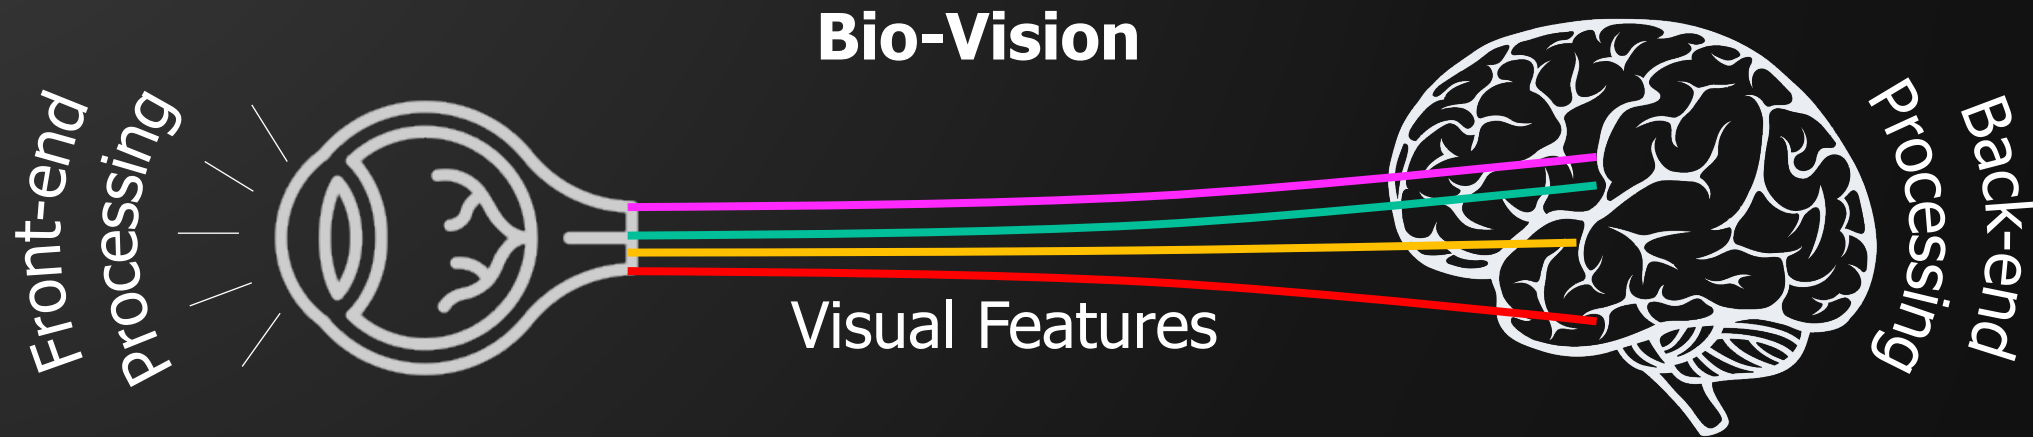 Bio-Vision
Front-end
Processing
Visual Features
Back-end
Processing